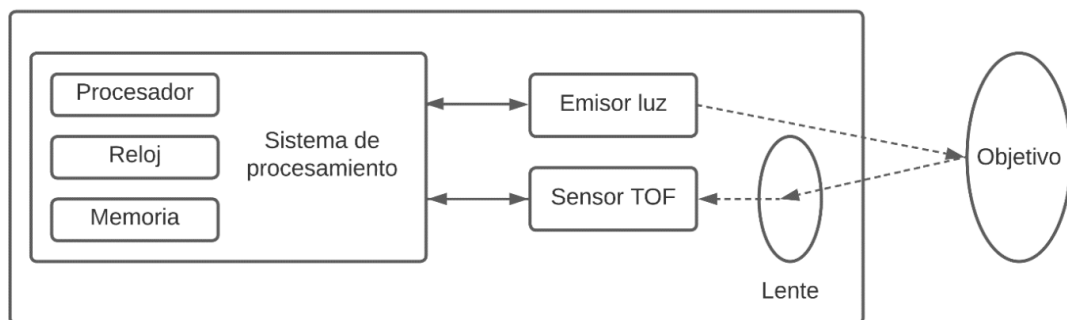 Procesador
Reloj
Memoria
Sistema de
procesamiento
Emisor luz
Sensor TOF
Lente
Objetivo